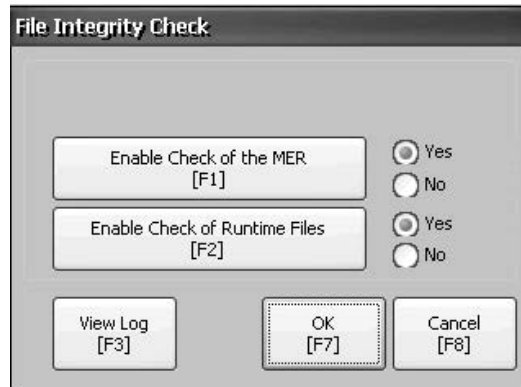 File Integrity Check
Enable Check of the MER
[F1]
Yes
No
Enable Check of Runtime Files
[F2]
Yes
No
View Log
[F3]
OK
[F7]
Cancel
[F8]